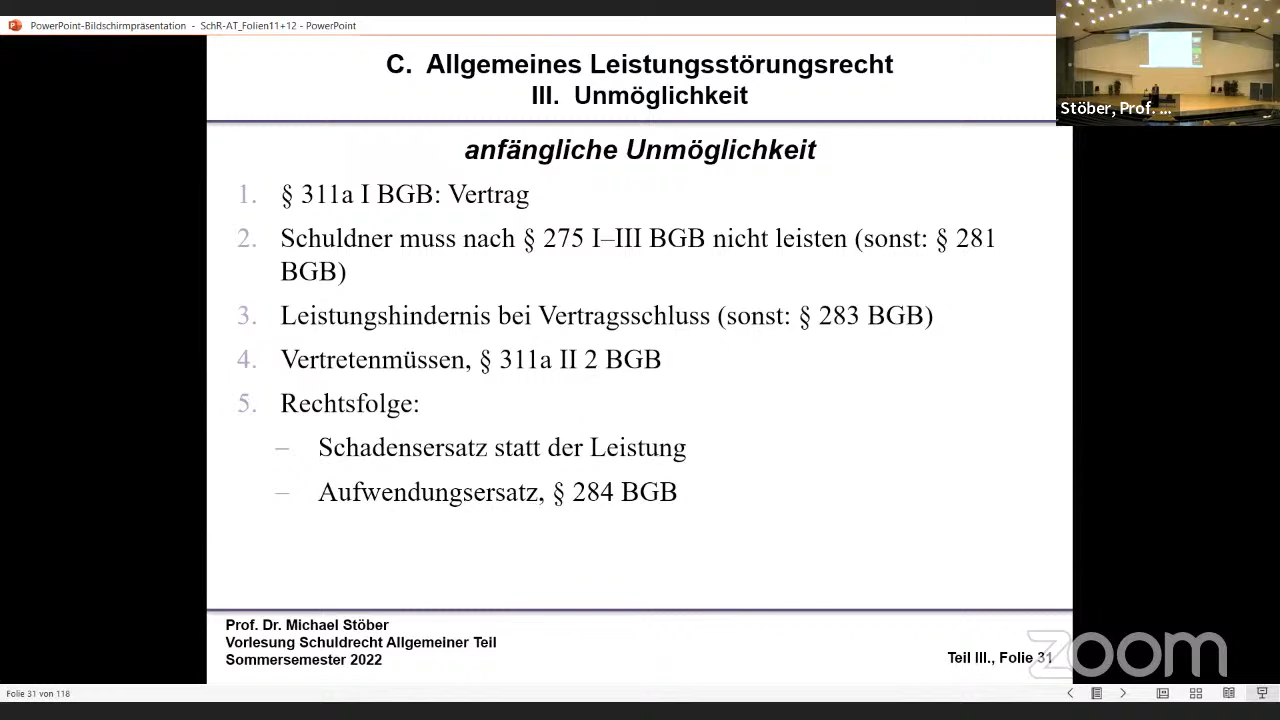 PowerPoint-Bildschirmpräsentation - SchR-AT_Folien11+12 - PowerPoint
Stöber, Prof. ...
C. Allgemeines Leistungsstörungsrecht
III. Unmöglichkeit
anfängliche Unmöglichkeit
1. § 311a I BGB: Vertrag
2. Schuldner muss nach § 275 I–III BGB nicht leisten (sonst: § 281
BGB)
3. Leistungshindernis bei Vertragsschluss (sonst: § 283 BGB)
4. Vertretenmüssen, § 311a II 2 BGB
5. Rechtsfolge:
– Schadensersatz statt der Leistung
– Aufwendungsersatz, § 284 BGB
Prof. Dr. Michael Stöber
Vorlesung Schuldrecht Allgemeiner Teil
Sommersemester 2022
Teil III., Folie 31
zoom
Folie 31 von 118